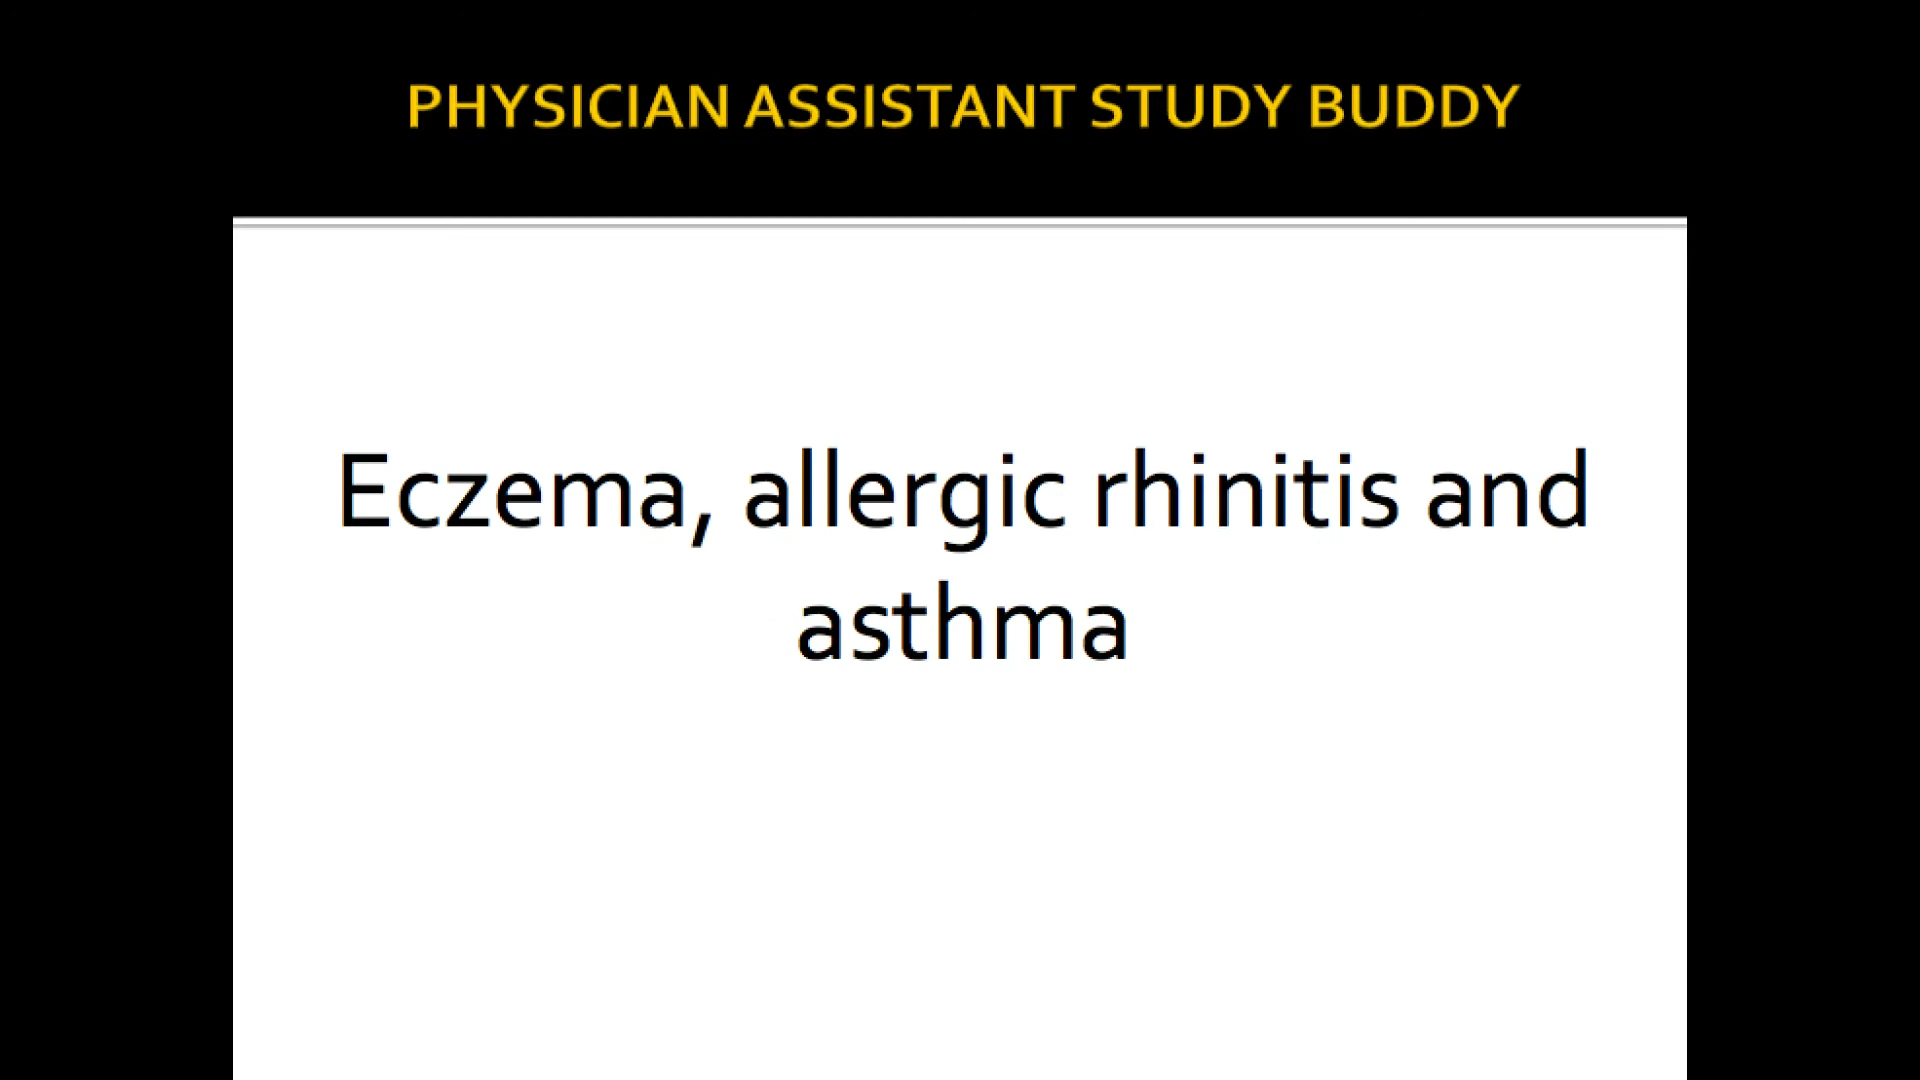 PHYSICIAN ASSISTANT STUDY BUDDY
Eczema, allergic rhinitis and
asthma